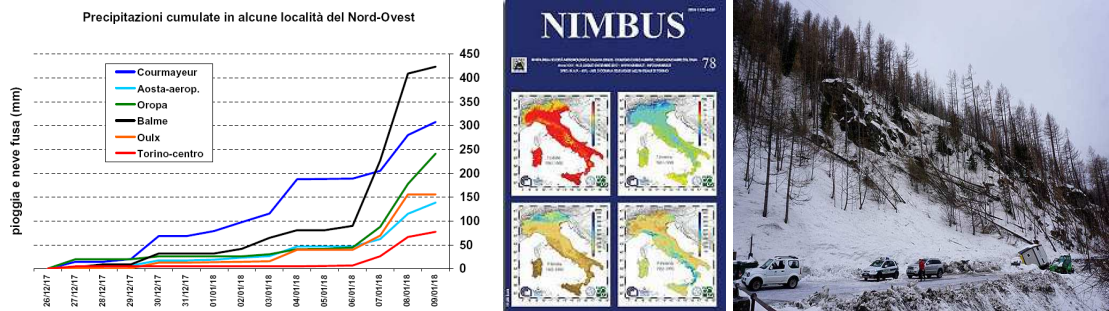 Precipitazioni cumulate in alcune località del Nord-Ovest
pioggia e neve fusa (mm)
Courmayeur
Aosta-aerop.
Oropa
Balme
Oulx
Torino-centro
450
400
350
300
250
200
150
100
50
0
26/12/17
27/12/17
28/12/17
29/12/17
30/12/17
31/12/17
01/01/18
02/01/18
03/01/18
04/01/18
05/01/18
06/01/18
07/01/18
08/01/18
09/01/18
NIMBUS
78